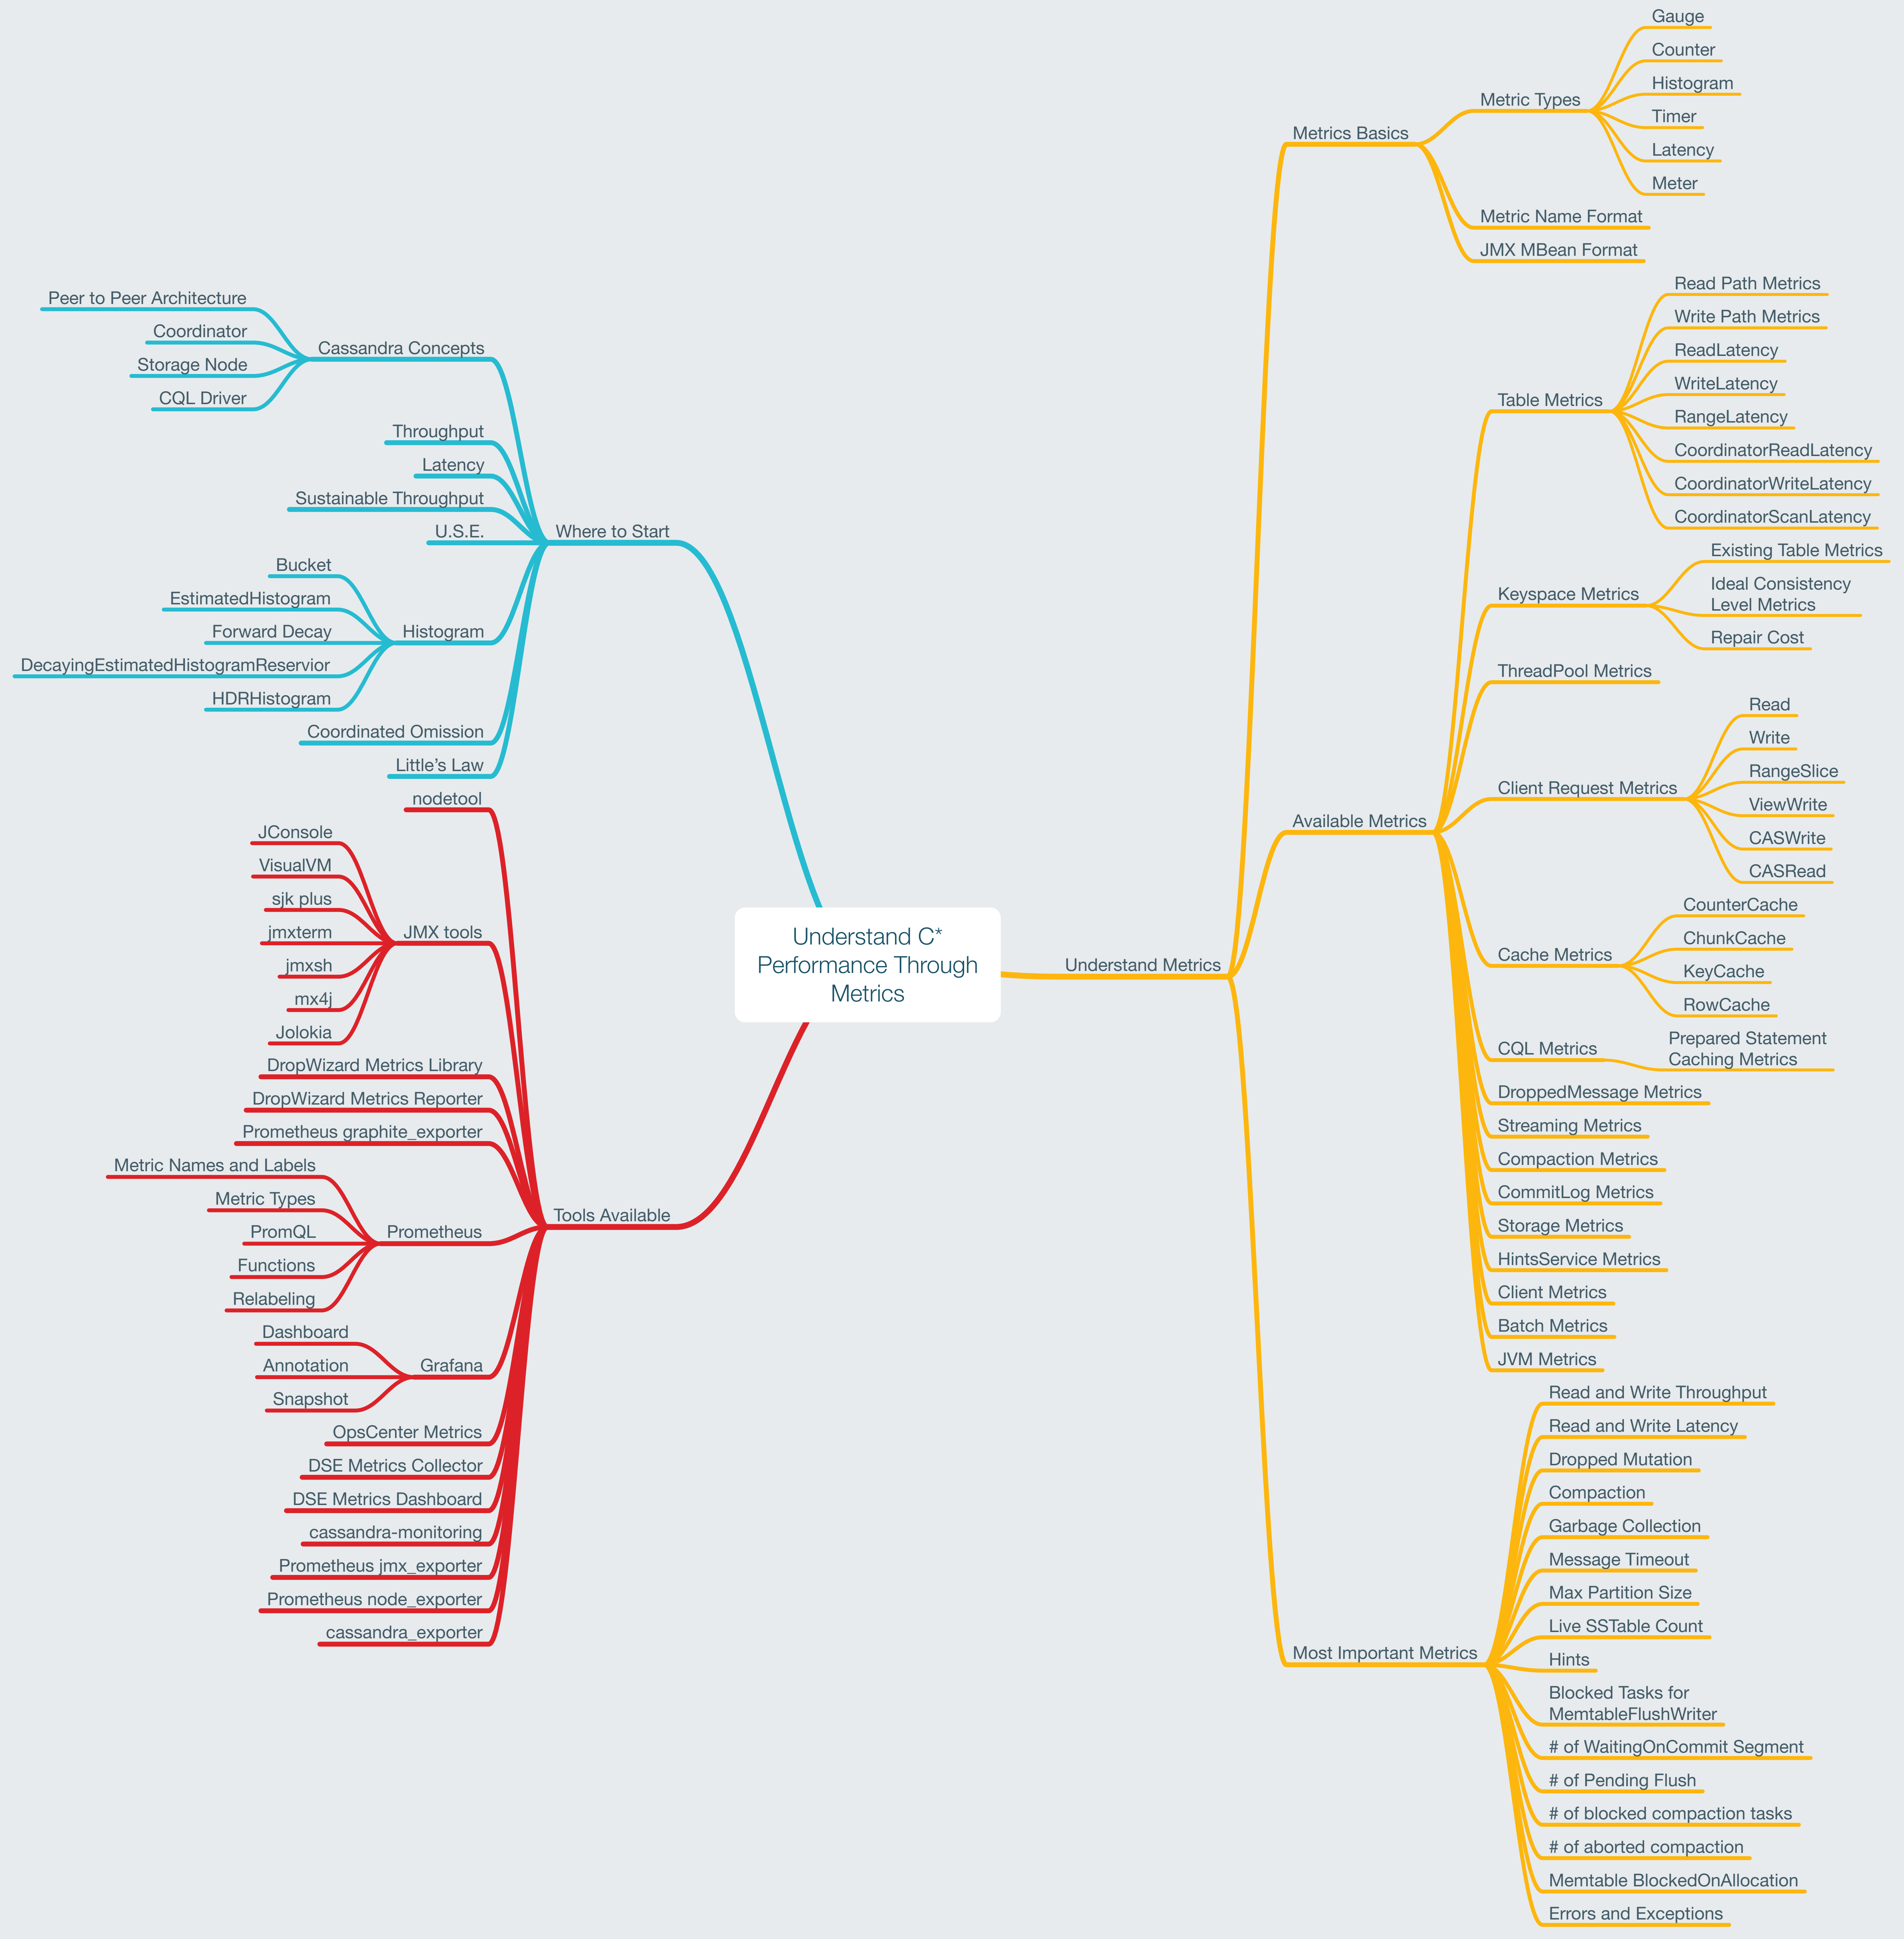 Understand C*
Performance Through
Metrics
Where to Start
Cassandra Concepts
Peer to Peer Architecture
Coordinator
Storage Node
CQL Driver
Throughput
Latency
Sustainable Throughput
U.S.E.
Histogram
Bucket
EstimatedHistogram
Forward Decay
DecayingEstimatedHistogramReservior
HDRHistogram
Coordinated Omission
Little’s Law
Tools Available
nodetool
JMX tools
JConsole
VisualVM
sjk plus
jmxterm
jmxsh
mx4j
Jolokia
DropWizard Metrics Library
DropWizard Metrics Reporter
Prometheus graphite_exporter
Prometheus
Metric Names and Labels
Metric Types
PromQL
Functions
Relabeling
Grafana
Dashboard
Annotation
Snapshot
OpsCenter Metrics
DSE Metrics Collector
DSE Metrics Dashboard
cassandra-monitoring
Prometheus jmx_exporter
Prometheus node_exporter
cassandra_exporter
Understand Metrics
Metrics Basics
Metric Types
Gauge
Counter
Histogram
Timer
Latency
Meter
Metric Name Format
JMX MBean Format
Available Metrics
Table Metrics
Read Path Metrics
Write Path Metrics
ReadLatency
WriteLatency
RangeLatency
CoordinatorReadLatency
CoordinatorWriteLatency
CoordinatorScanLatency
Keyspace Metrics
Existing Table Metrics
Ideal Consistency
Level Metrics
Repair Cost
ThreadPool Metrics
Client Request Metrics
Read
Write
RangeSlice
ViewWrite
CASWrite
CASRead
Cache Metrics
CounterCache
ChunkCache
KeyCache
RowCache
CQL Metrics
Prepared Statement
Caching Metrics
DroppedMessage Metrics
Streaming Metrics
Compaction Metrics
CommitLog Metrics
Storage Metrics
HintsService Metrics
Client Metrics
Batch Metrics
JVM Metrics
Most Important Metrics
Read and Write Throughput
Read and Write Latency
Dropped Mutation
Compaction
Garbage Collection
Message Timeout
Max Partition Size
Live SSTable Count
Hints
Blocked Tasks for
MemtableFlushWriter
# of WaitingOnCommit Segment
# of Pending Flush
# of blocked compaction tasks
# of aborted compaction
Memtable BlockedOnAllocation
Errors and Exceptions